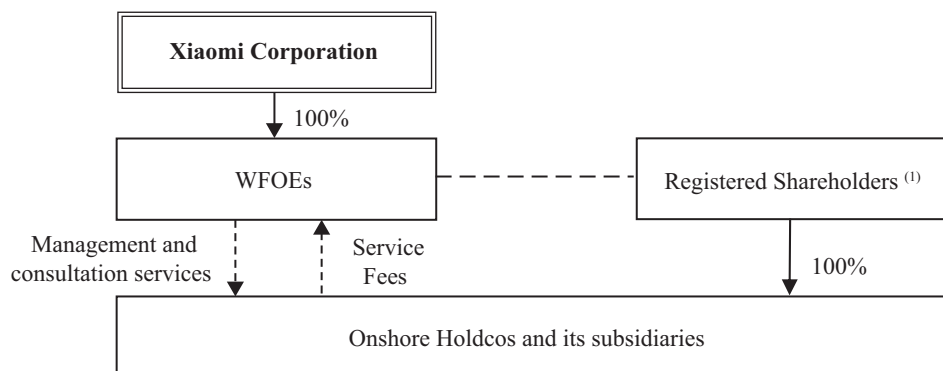 Xiaomi Corporation
100%
WFOEs
Registered Shareholders (1)
Management and
consultation services
Service
Fees
100%
Onshore Holdcos and its subsidiaries